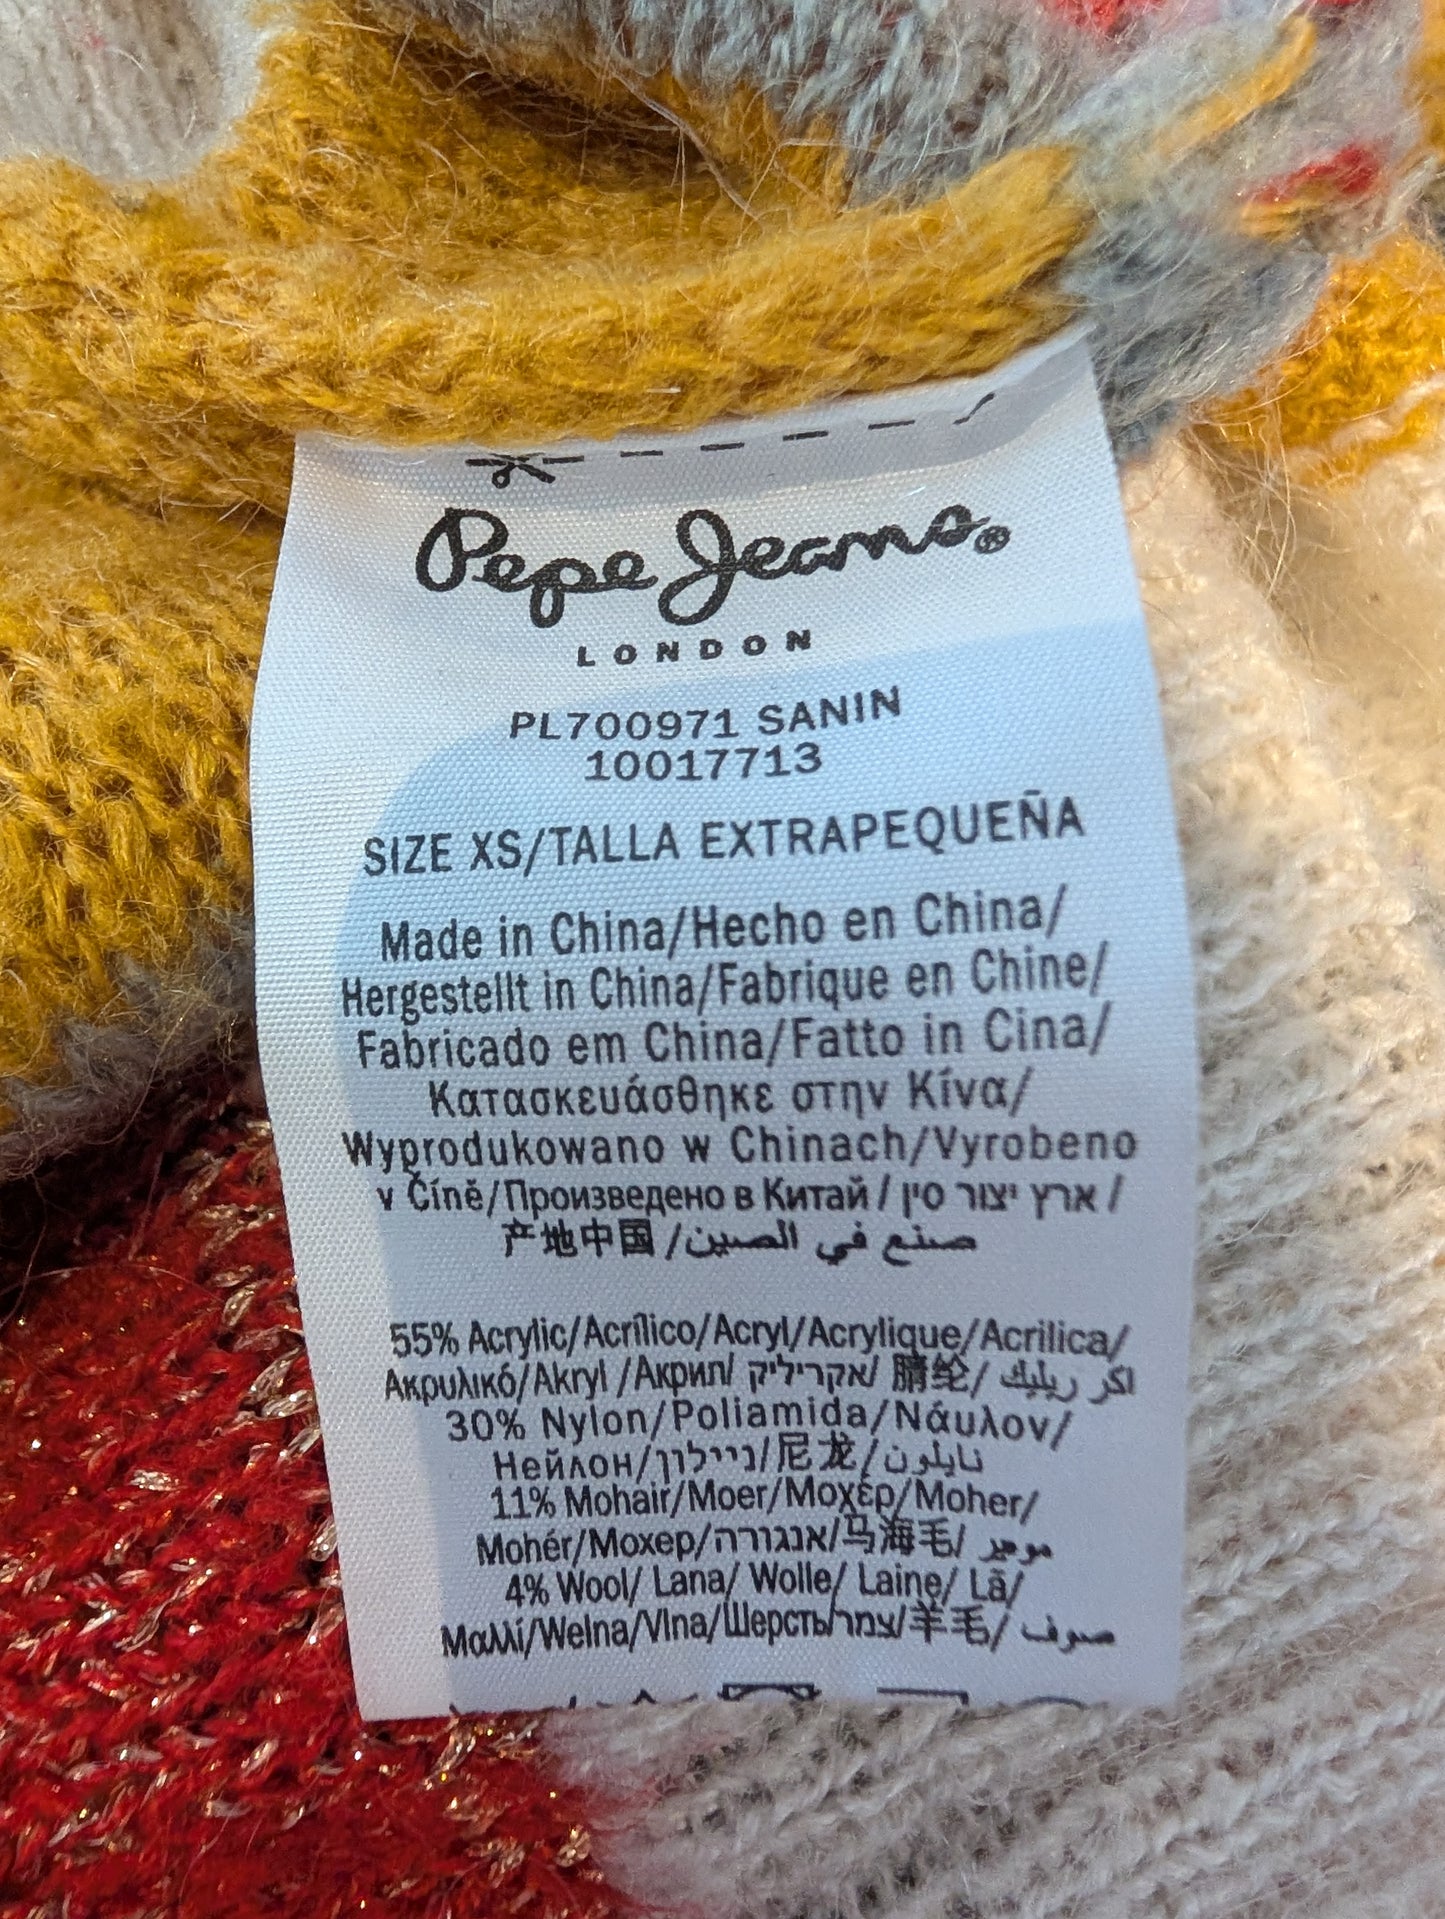 Pepe Jeans®
LONDON
PL700971 SANIN
10017713
SIZE XS/TALLA EXTRAPEQUEÑA
Made in China/Hecho en China/
Hergestellt in China/Fabrique en Chine/
Fabricado em China/Fatto in Cina/
Κατασκευάσθηκε στην Κίνα/
Wyprodukowano w Chinach/Vyrobeno
v Číně/Произведено в Китай/ ארץ יצור סין /
产地中国/صنع في الصين
55% Acrylic/Acrílico/Acryl/Acrylique/Acrilica/
Ακρυλικό/Akryl /Акрил/ אקריליק/ 腈纶/ اكر ريليك
30% Nylon/Poliamida/Νάυλον/
Нейлон/ניילון/尼龙/نايلون
11% Mohair/Moer/Μοχέρ/Moher/
Mohér/Мохер/אנגורה/马海毛/ موهير
4% Wool/ Lana/ Wolle/ Laine/ Lã/
Μαλλί/Welna/Vlna/Шерсть/צמר/羊毛/ صوف